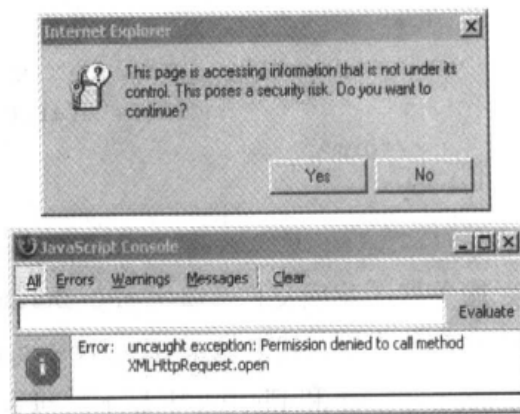 Internet Explorer
This page is accessing information that is not under its
control. This poses a security risk. Do you want to
continue?
Yes No
JavaScript Console
All Errors Warnings Messages Clear
Evaluate
Error: uncaught exception: Permission denied to call method
XMLHttpRequest.open